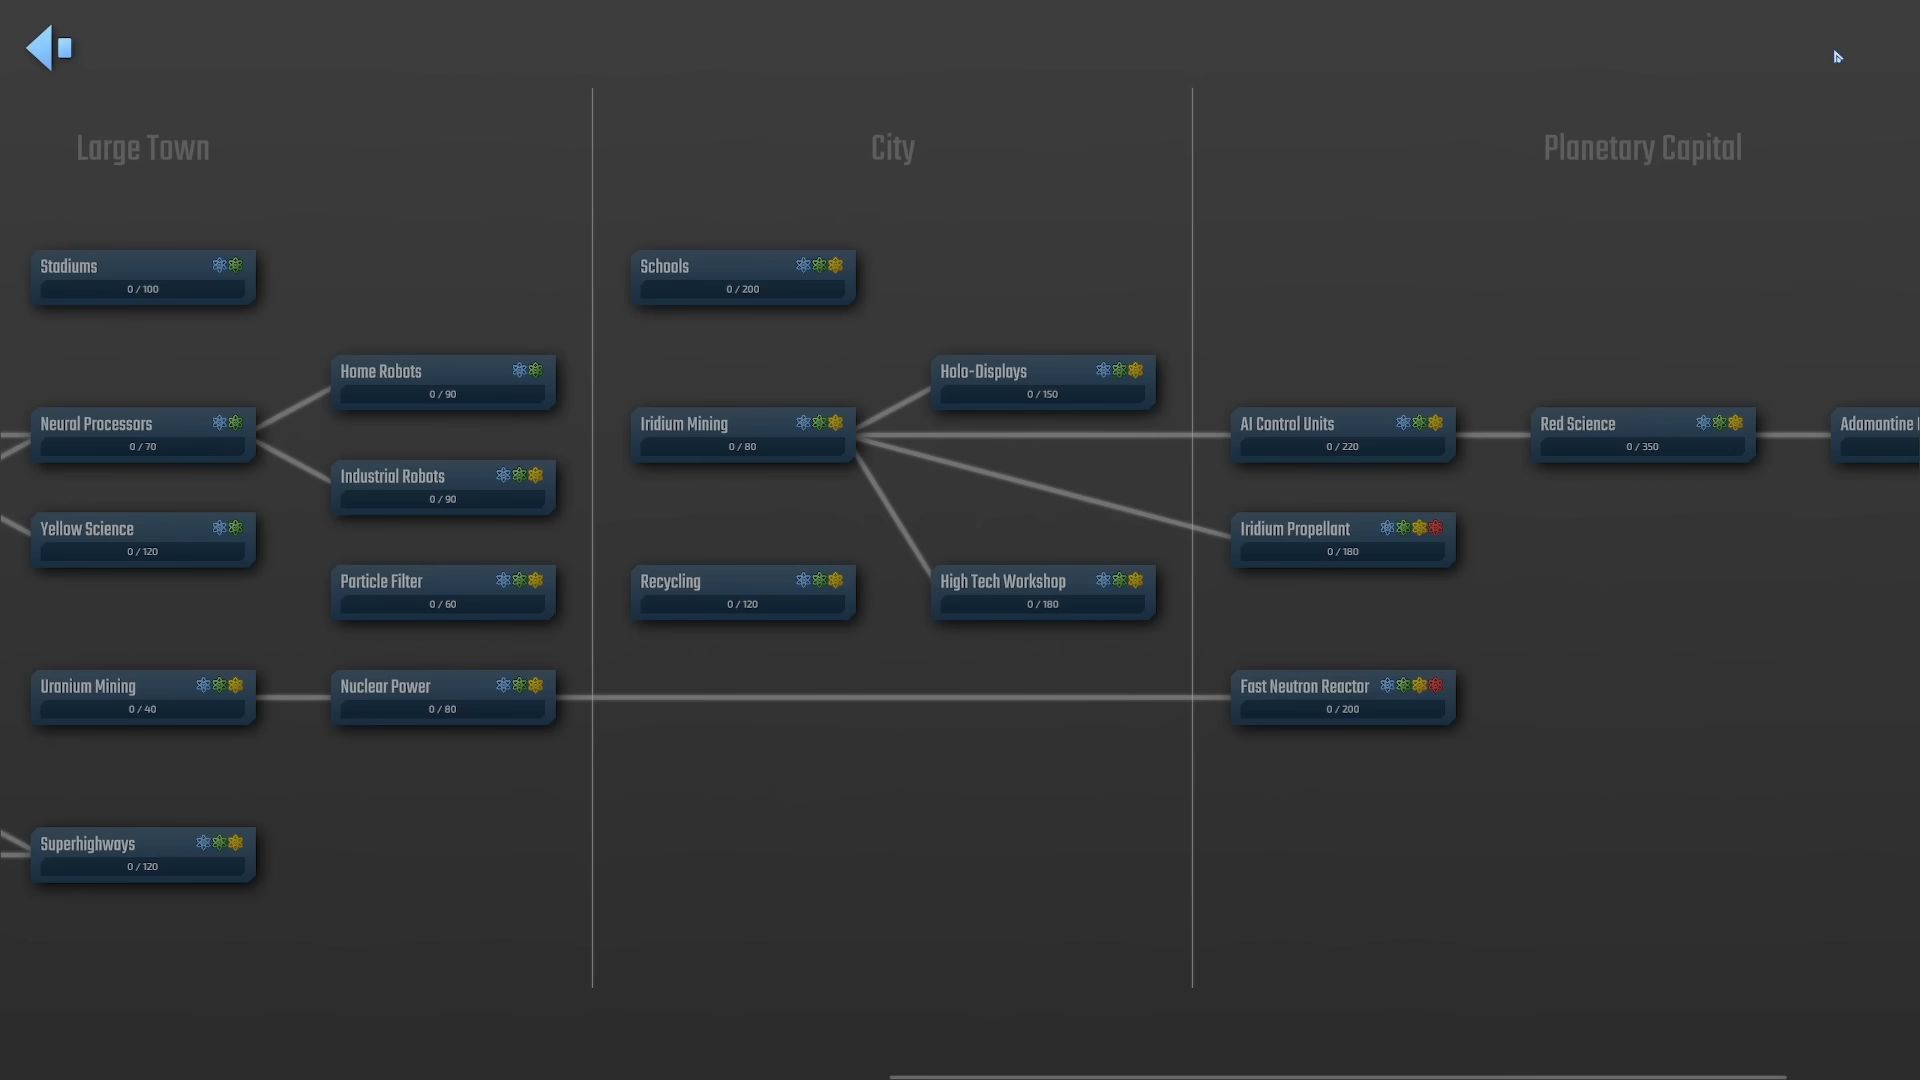 Large Town
City
Planetary Capital
Stadiums
0 / 100
Schools
0 / 200
Home Robots
0 / 90
Holo-Displays
0 / 150
Neural Processors
0 / 70
Iridium Mining
0 / 80
AI Control Units
0 / 220
Red Science
0 / 350
Adamantine
Industrial Robots
0 / 90
Yellow Science
0 / 120
Iridium Propellant
0 / 180
Particle Filter
0 / 60
Recycling
0 / 120
High Tech Workshop
0 / 180
Uranium Mining
0 / 40
Nuclear Power
0 / 80
Fast Neutron Reactor
0 / 200
Superhighways
0 / 120